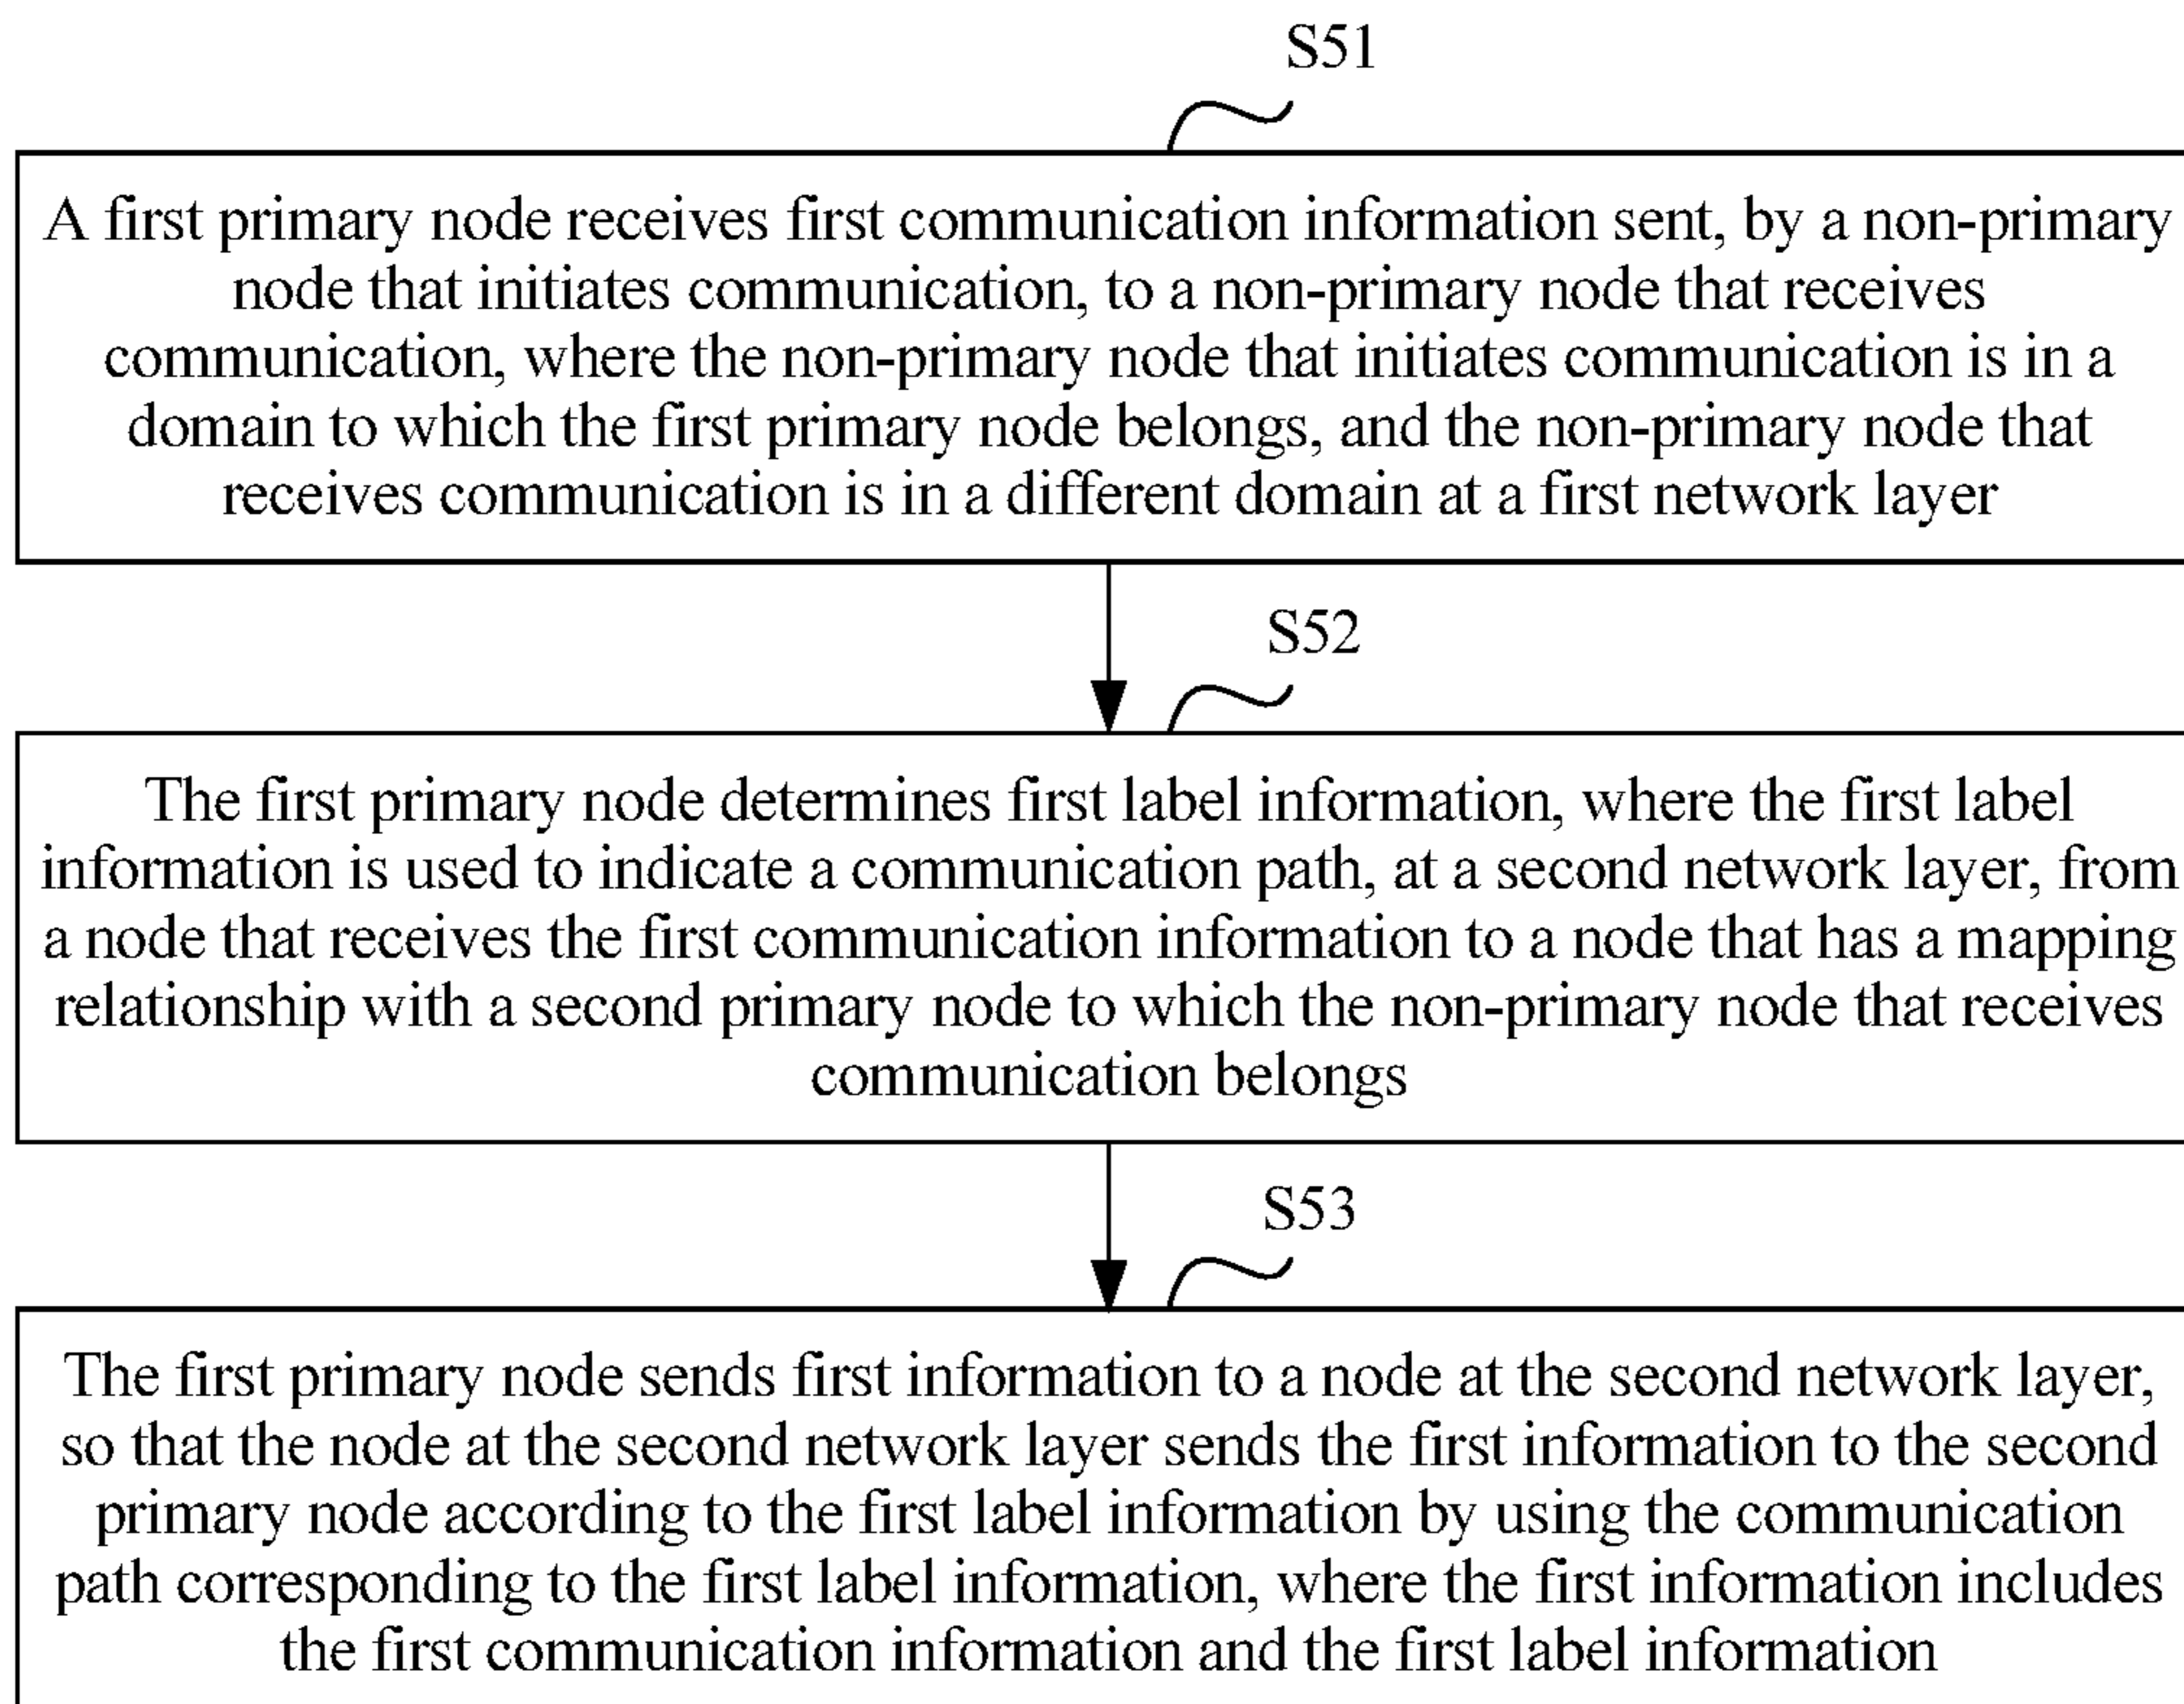 S51
A first primary node receives first communication information sent, by a non-primary
node that initiates communication, to a non-primary node that receives
communication, where the non-primary node that initiates communication is in a
domain to which the first primary node belongs, and the non-primary node that
receives communication is in a different domain at a first network layer
S52
The first primary node determines first label information, where the first label
information is used to indicate a communication path, at a second network layer, from
a node that receives the first communication information to a node that has a mapping
relationship with a second primary node to which the non-primary node that receives
communication belongs
S53
The first primary node sends first information to a node at the second network layer,
so that the node at the second network layer sends the first information to the second
primary node according to the first label information by using the communication
path corresponding to the first label information, where the first information includes
the first communication information and the first label information